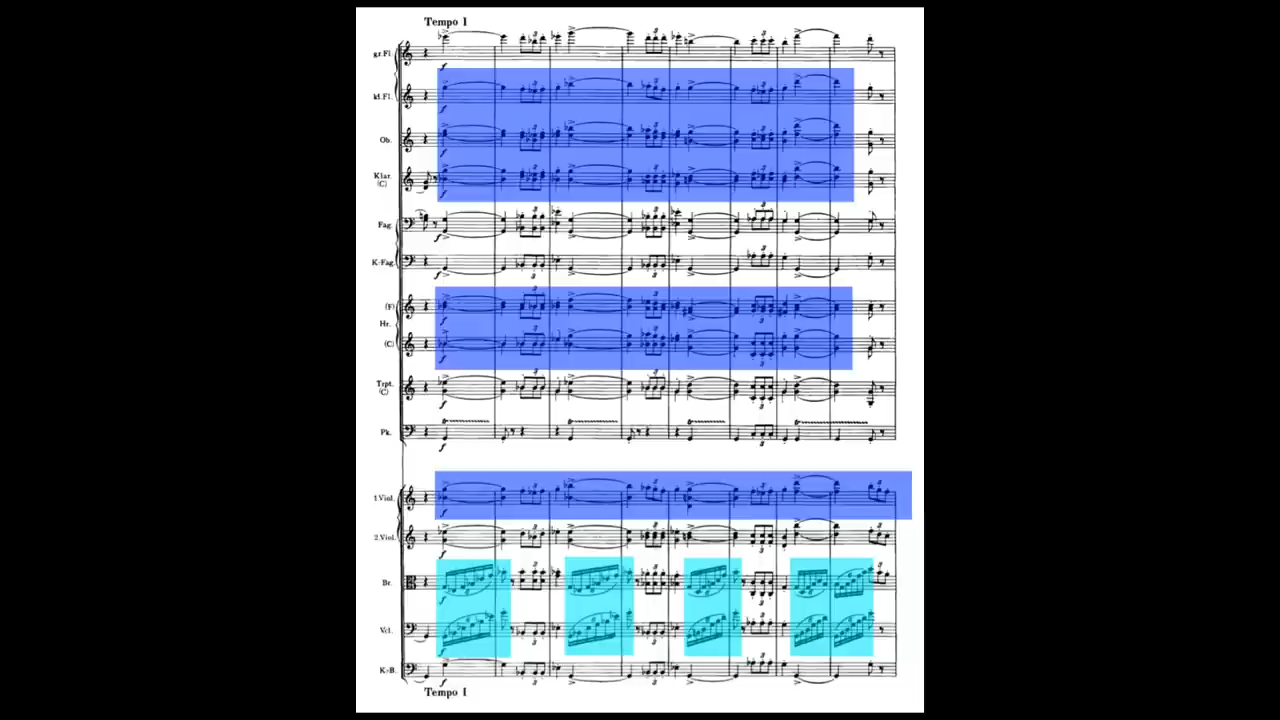 Tempo I
gr.Fl.
kl.Fl.
Ob.
Klar.
(C)
Fag.
K-Fag.
(F)
Hr.
(C)
Trpt.
(C)
Pk.
1.Viol.
2.Viol.
Br.
Vcl.
K-B.
Tempo I